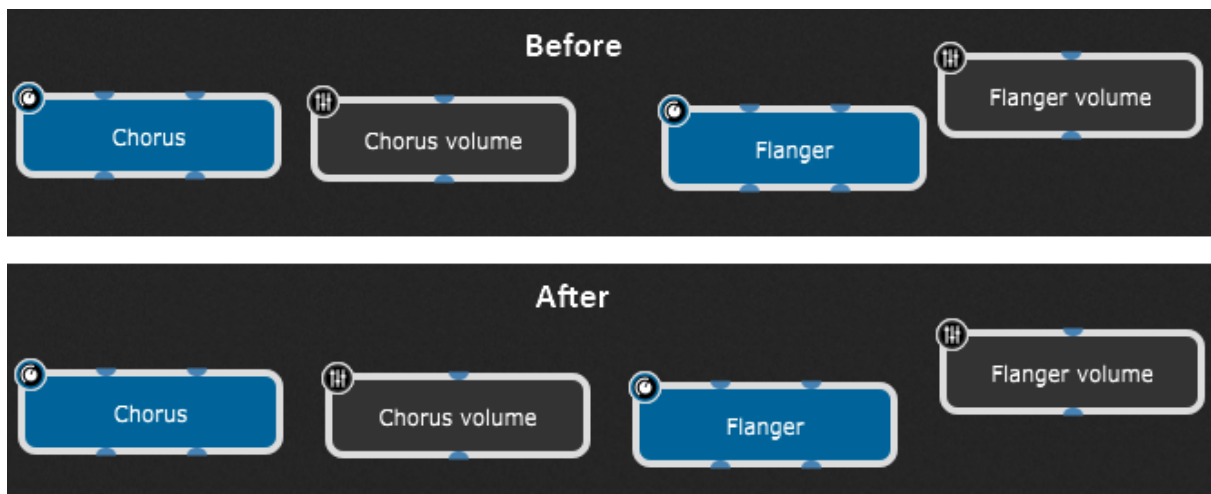 Before
Chorus
Chorus volume
Flanger
Flanger volume
After
Chorus
Chorus volume
Flanger
Flanger volume